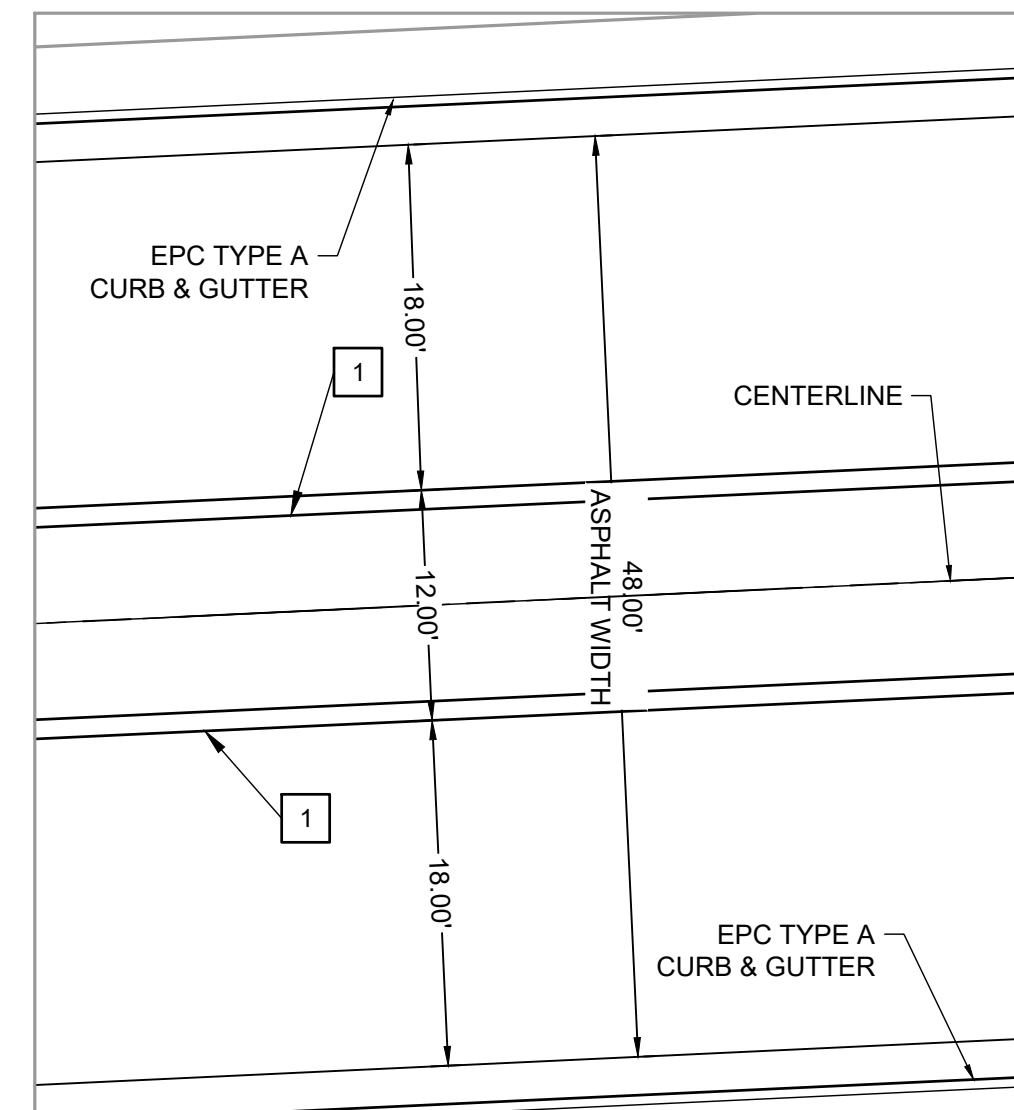 EPC TYPE A
CURB & GUTTER
18.00'
1
CENTERLINE
12.00'
48.00'
ASPHALT WIDTH
1
18.00'
EPC TYPE A
CURB & GUTTER